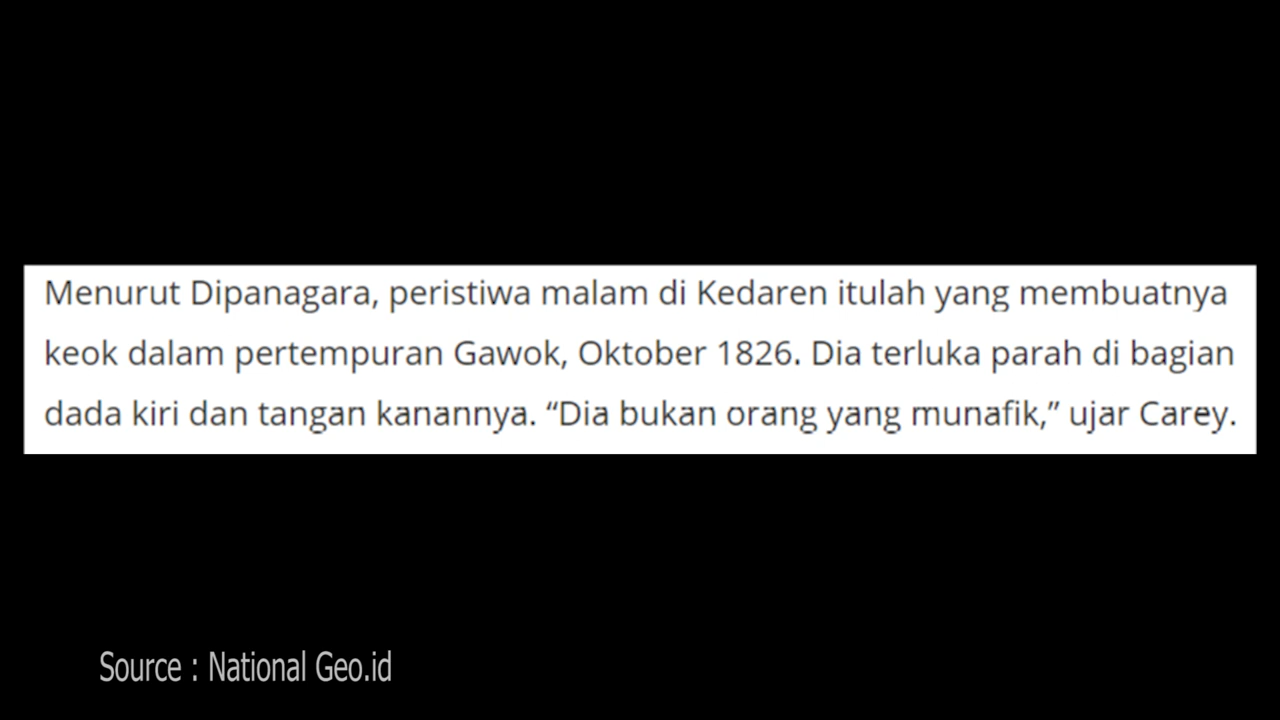 Menurut Dipanagara, peristiwa malam di Kedaren itulah yang membuatnya
keok dalam pertempuran Gawok, Oktober 1826. Dia terluka parah di bagian
dada kiri dan tangan kanannya. “Dia bukan orang yang munafik,” ujar Carey.
Source : National Geo.id